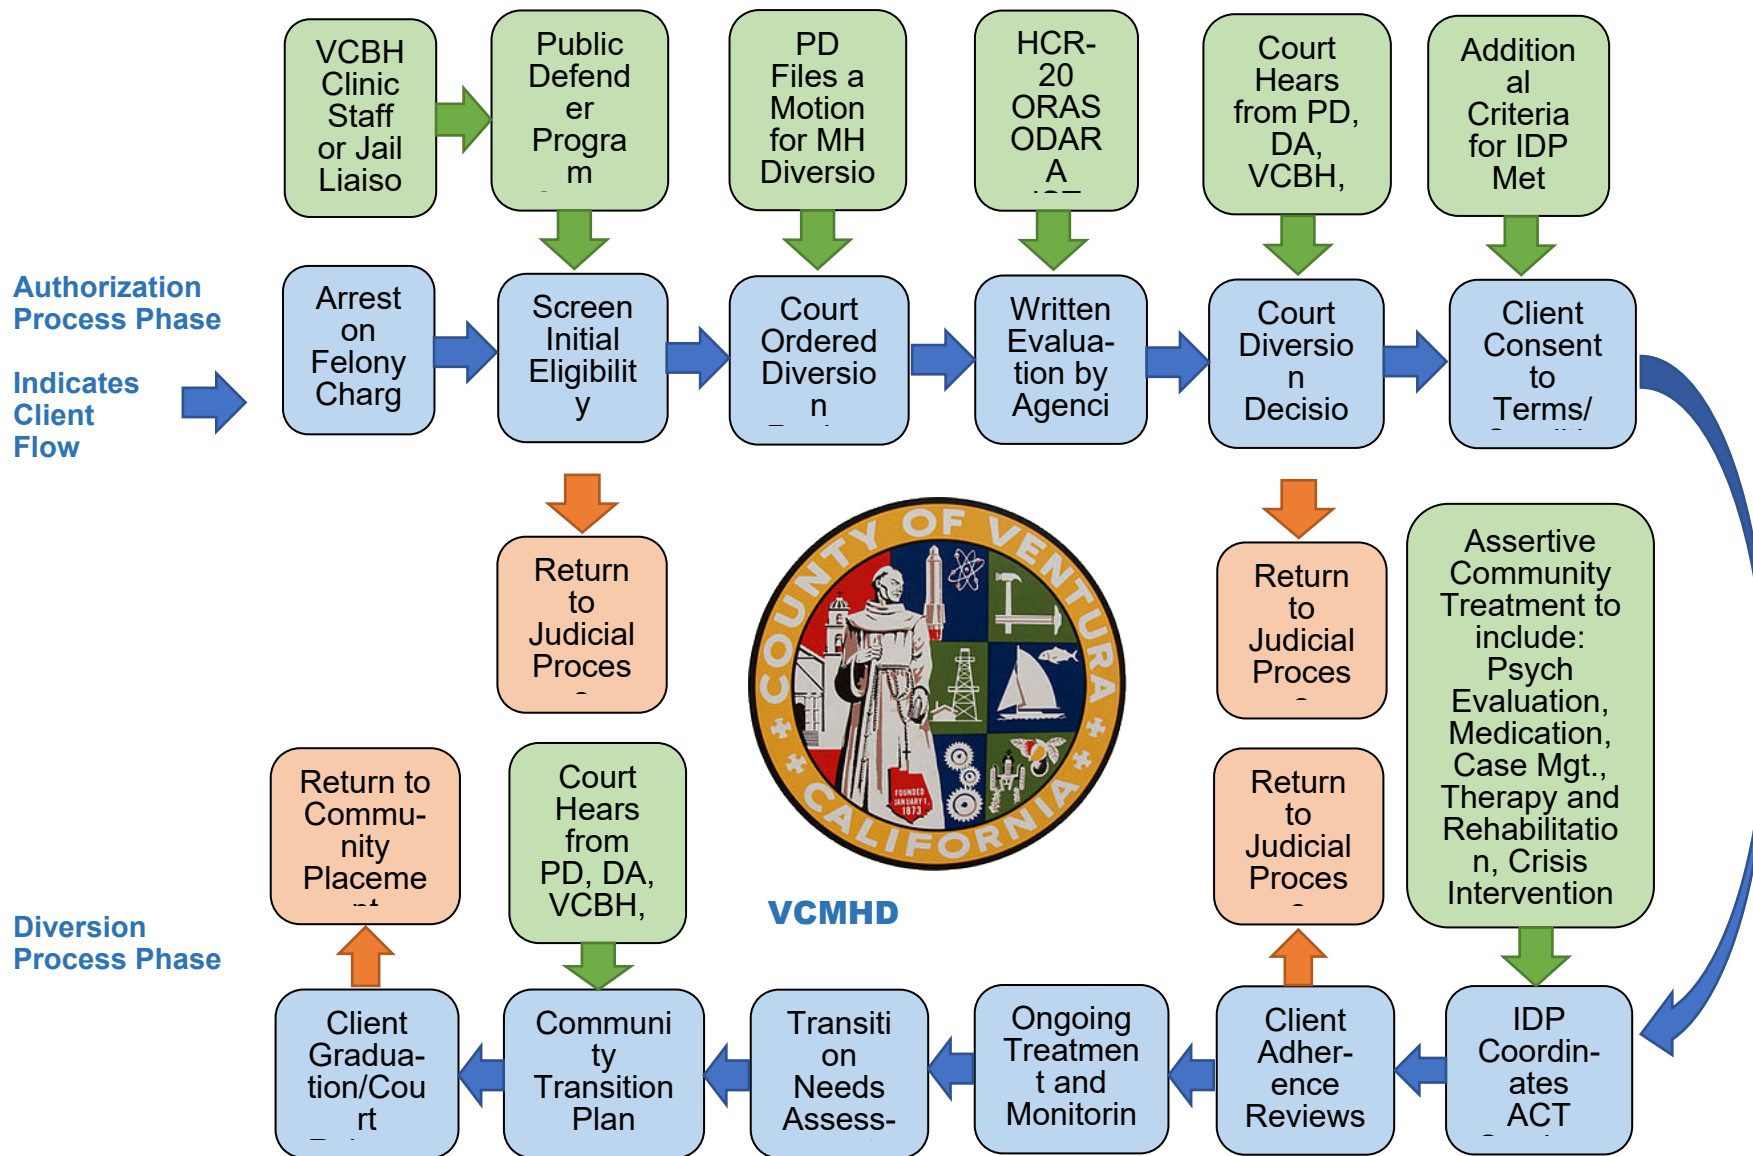 VCBH
Clinic
Staff
or Jail
Liaiso
Public
Defend
er
Progra
m
PD
Files a
Motion
for MH
Diversio
HCR-
20
ORAS
ODAR
A
Court
Hears
from PD,
DA,
VCBH,
Addition
al
Criteria
for IDP
Met
Authorization
Process Phase
Indicates
Client
Flow
Arrest
on
Felony
Charg
Screen
Initial
Eligibilit
y
Court
Ordered
Diversio
n
Written
Evalua-
tion by
Agenci
Court
Diversio
n
Decisio
Client
Consent
to
Terms/
Return
to
Judicial
Proces
COUNTY OF VENTURA
CALIFORNIA
FOUNDED
JANUARY 1,
1873
VCMHD
Return
to
Judicial
Proces
Assertive
Community
Treatment to
include:
Psych
Evaluation,
Medication,
Case Mgt.,
Therapy and
Rehabilitatio
n, Crisis
Intervention
Return to
Commu-
nity
Placeme
Court
Hears
from
PD, DA,
VCBH,
Return
to
Judicial
Proces
Diversion
Process Phase
Client
Gradua-
tion/Cou
rt
Communi
ty
Transition
Plan
Transiti
on
Needs
Assess-
Ongoing
Treatmen
t and
Monitorin
Client
Adher-
ence
Reviews
IDP
Coordin-
ates
ACT